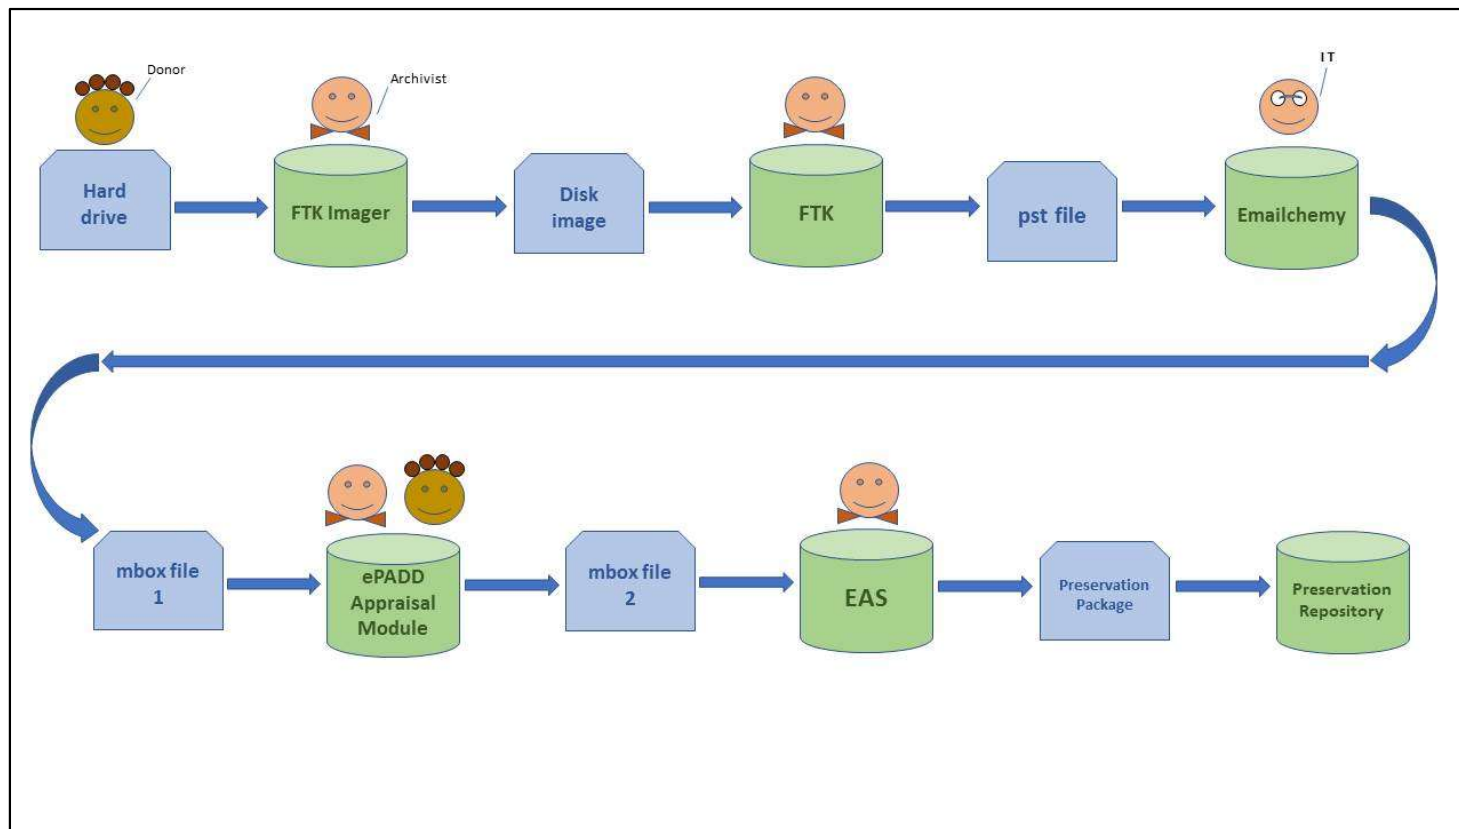 Donor
Archivist
IT
Hard
drive
FTK Imager
Disk
image
FTK
pst file
Emailchemy
mbox file
1
ePADD
Appraisal
Module
mbox file
2
EAS
Preservation
Package
Preservation
Repository